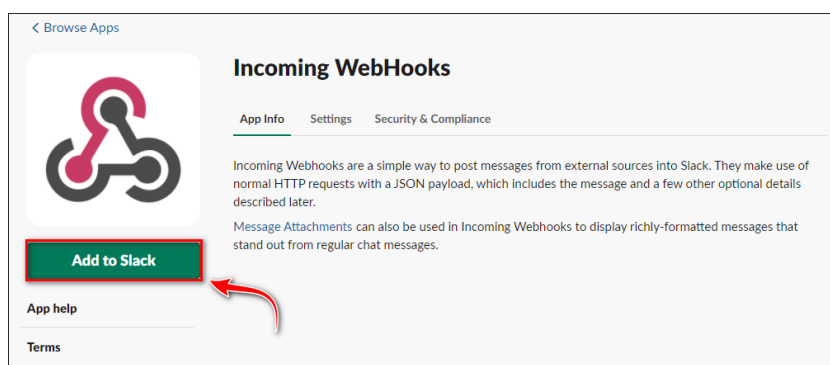 < Browse Apps
Incoming WebHooks
App Info Settings Security & Compliance
Incoming Webhooks are a simple way to post messages from external sources into Slack. They make use of
normal HTTP requests with a JSON payload, which includes the message and a few other optional details
described later.
Message Attachments can also be used in Incoming Webhooks to display richly-formatted messages that
stand out from regular chat messages.
Add to Slack
App help
Terms